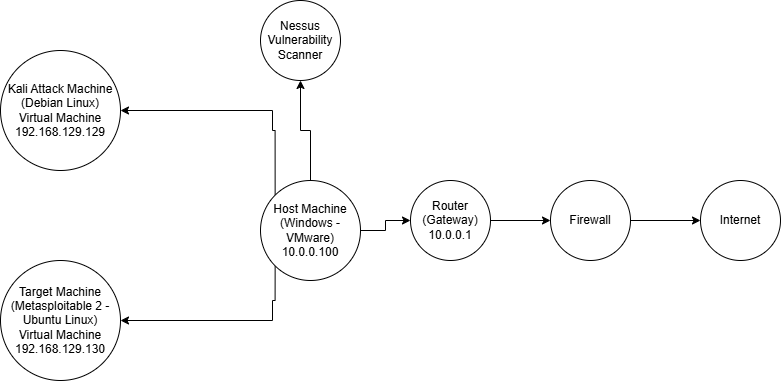 Nessus
Vulnerability
Scanner
Kali Attack Machine
(Debian Linux)
Virtual Machine
192.168.129.129
Host Machine
(Windows -
VMware)
10.0.0.100
Router
(Gateway)
10.0.0.1
Firewall
Internet
Target Machine
(Metasploitable 2 -
Ubuntu Linux)
Virtual Machine
192.168.129.130